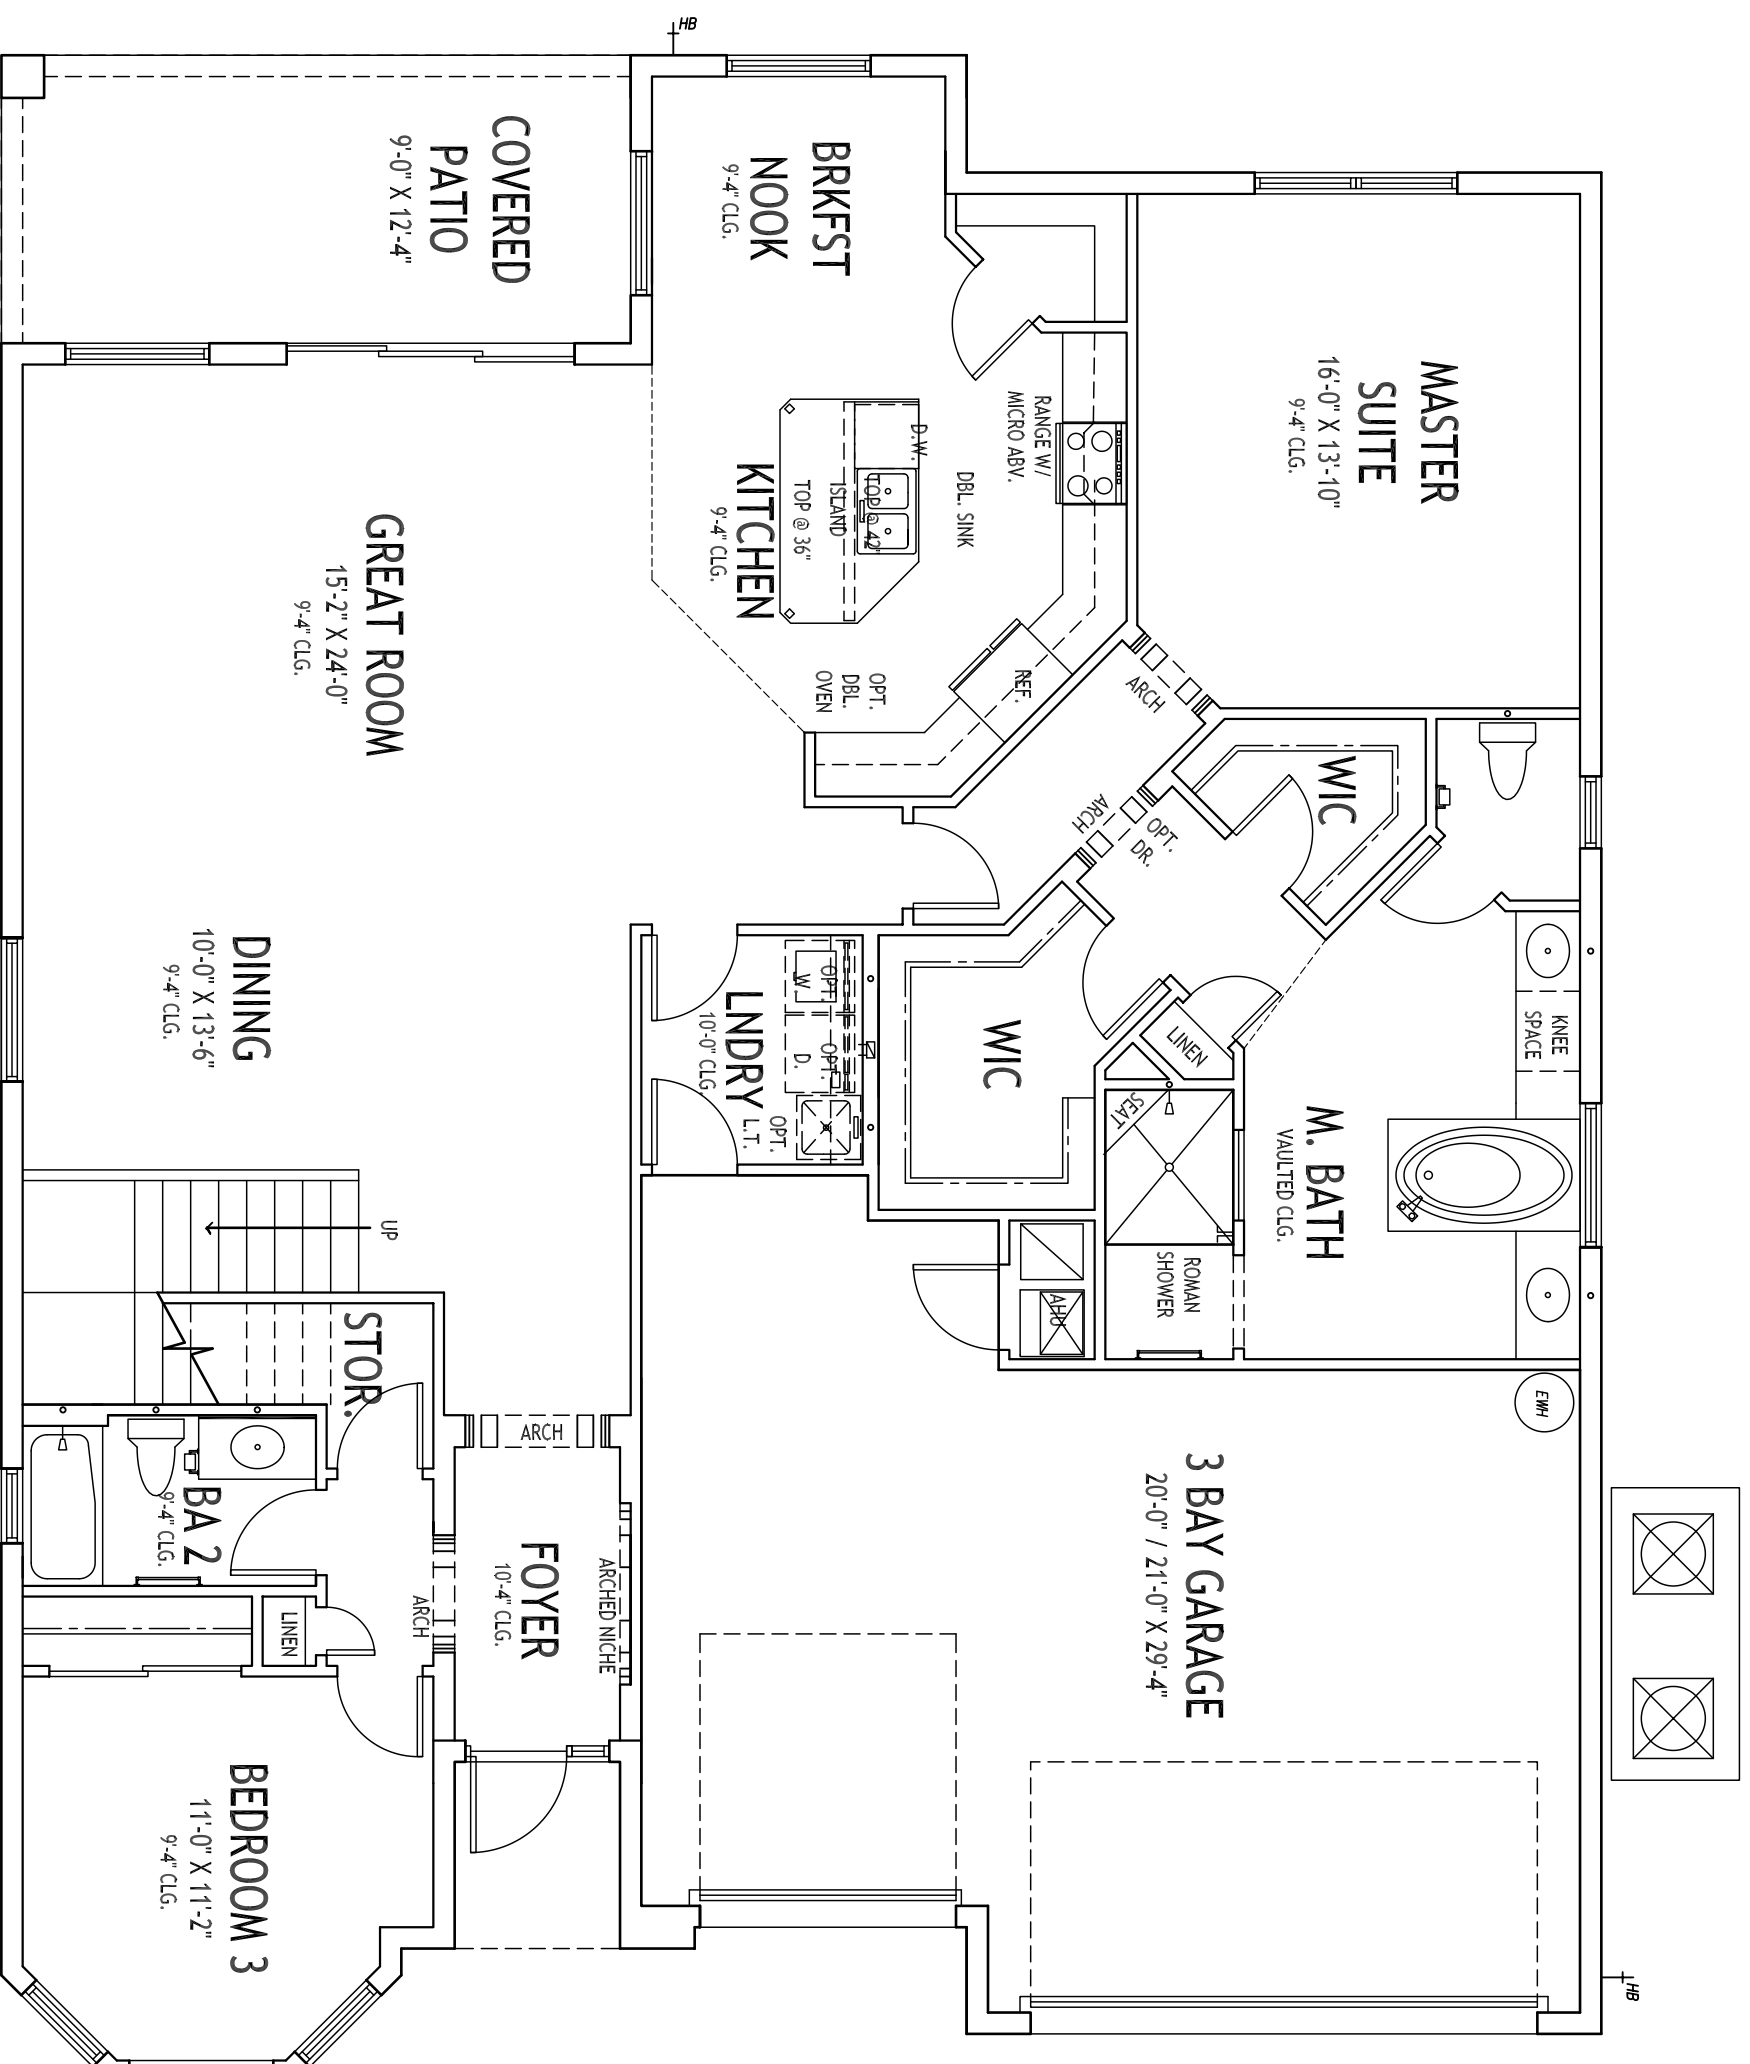 HB
COVERED
PATIO
9'-0" X 12'-4"
BRKFST
NOOK
9'-4" CLG.
MASTER
SUITE
16'-0" X 13'-10"
9'-4" CLG.
RANGE W/
MICRO ABV.
D.W.
DBL. SINK
TOP @ 42"
ISLAND
TOP @ 36"
KITCHEN
9'-4" CLG.
REF.
OPT.
DBL.
OVEN
GREAT ROOM
15'-2" X 24'-0"
9'-4" CLG.
ARCH
ARCH
OPT.
DR.
WIC
DINING
10'-0" X 13'-6"
9'-4" CLG.
OPT.
W.
OPT.
D.
LNDRY
10'-0" CLG.
OPT.
L.T.
WIC
LINEN
KNEE
SPACE
SEAT
M. BATH
VAULTED CLG.
ROMAN
SHOWER
AHU
UP
STOR.
EWH
ARCH
BA 2
9'-4" CLG.
LINEN
ARCH
FOYER
10'-4" CLG.
ARCHED NICHE
3 BAY GARAGE
20'-0" / 21'-0" X 29'-4"
BEDROOM 3
11'-0" X 11'-2"
9'-4" CLG.
HB